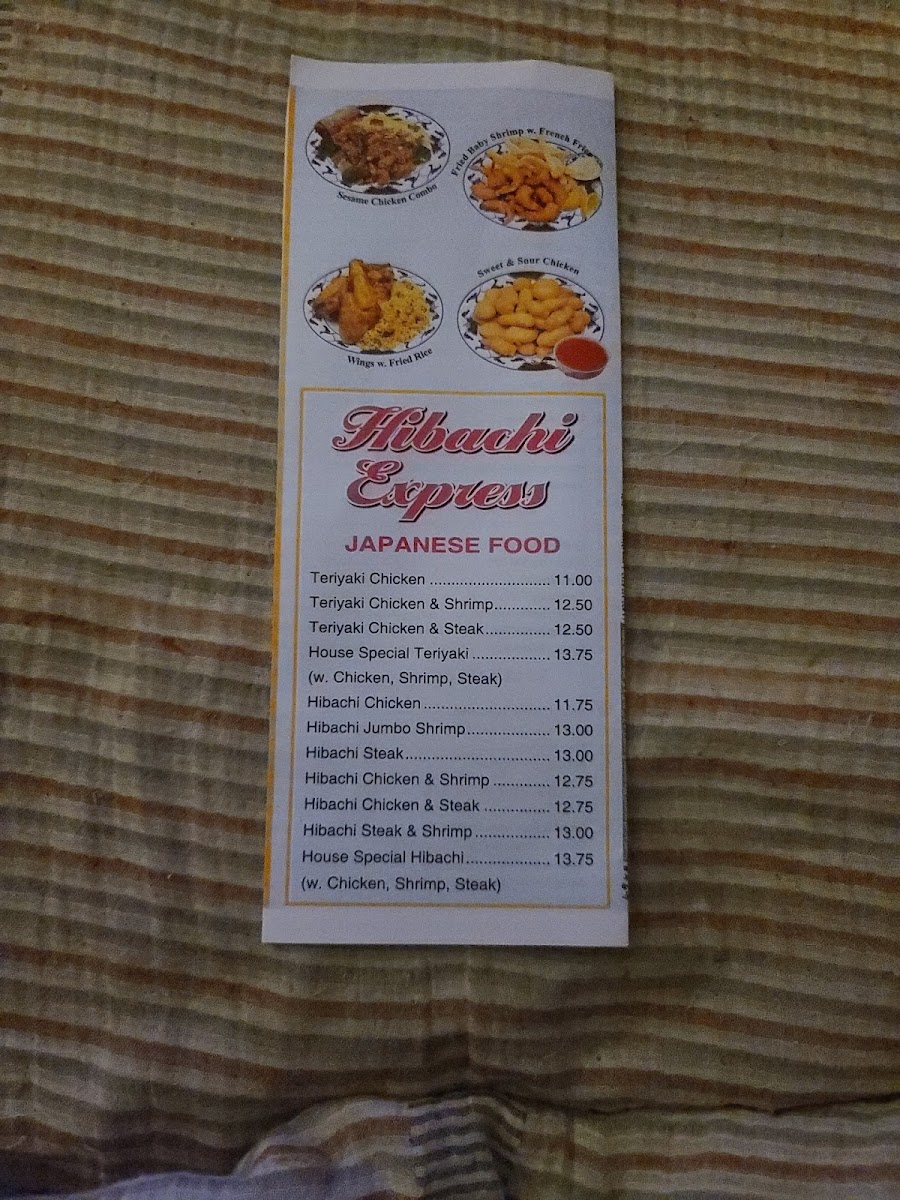 Sesame Chicken Combo
Fried Baby Shrimp w. French Fries
Wings w. Fried Rice
Sweet & Sour Chicken
Hibachi
Express
JAPANESE FOOD
Teriyaki Chicken ............................ 11.00
Teriyaki Chicken & Shrimp............. 12.50
Teriyaki Chicken & Steak............... 12.50
House Special Teriyaki .................. 13.75
(w. Chicken, Shrimp, Steak)
Hibachi Chicken ............................. 11.75
Hibachi Jumbo Shrimp................... 13.00
Hibachi Steak.................................. 13.00
Hibachi Chicken & Shrimp ............. 12.75
Hibachi Chicken & Steak ............... 12.75
Hibachi Steak & Shrimp ................. 13.00
House Special Hibachi.................... 13.75
(w. Chicken, Shrimp, Steak)